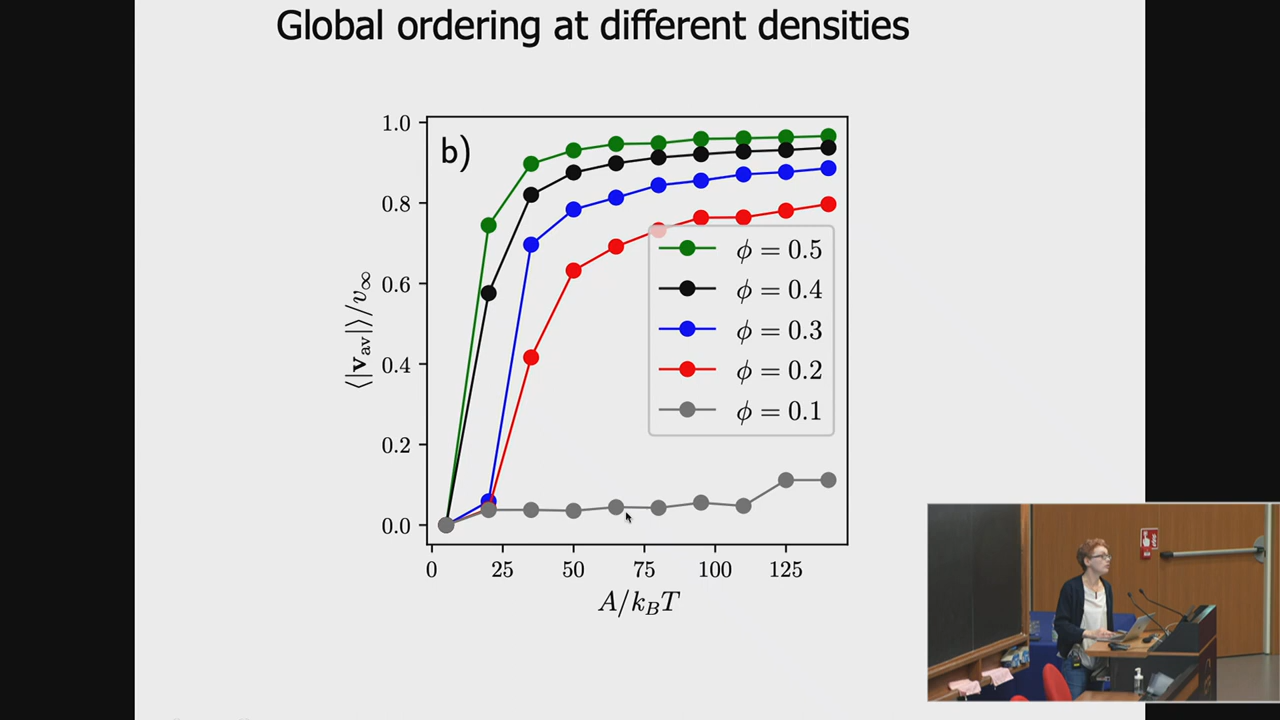 Global ordering at different densities
b)
1.0
0.8
0.6
0.4
0.2
0.0
⟨|v_av|⟩/v_∞
0 25 50 75 100 125
A/k_BT
ϕ = 0.5
ϕ = 0.4
ϕ = 0.3
ϕ = 0.2
ϕ = 0.1